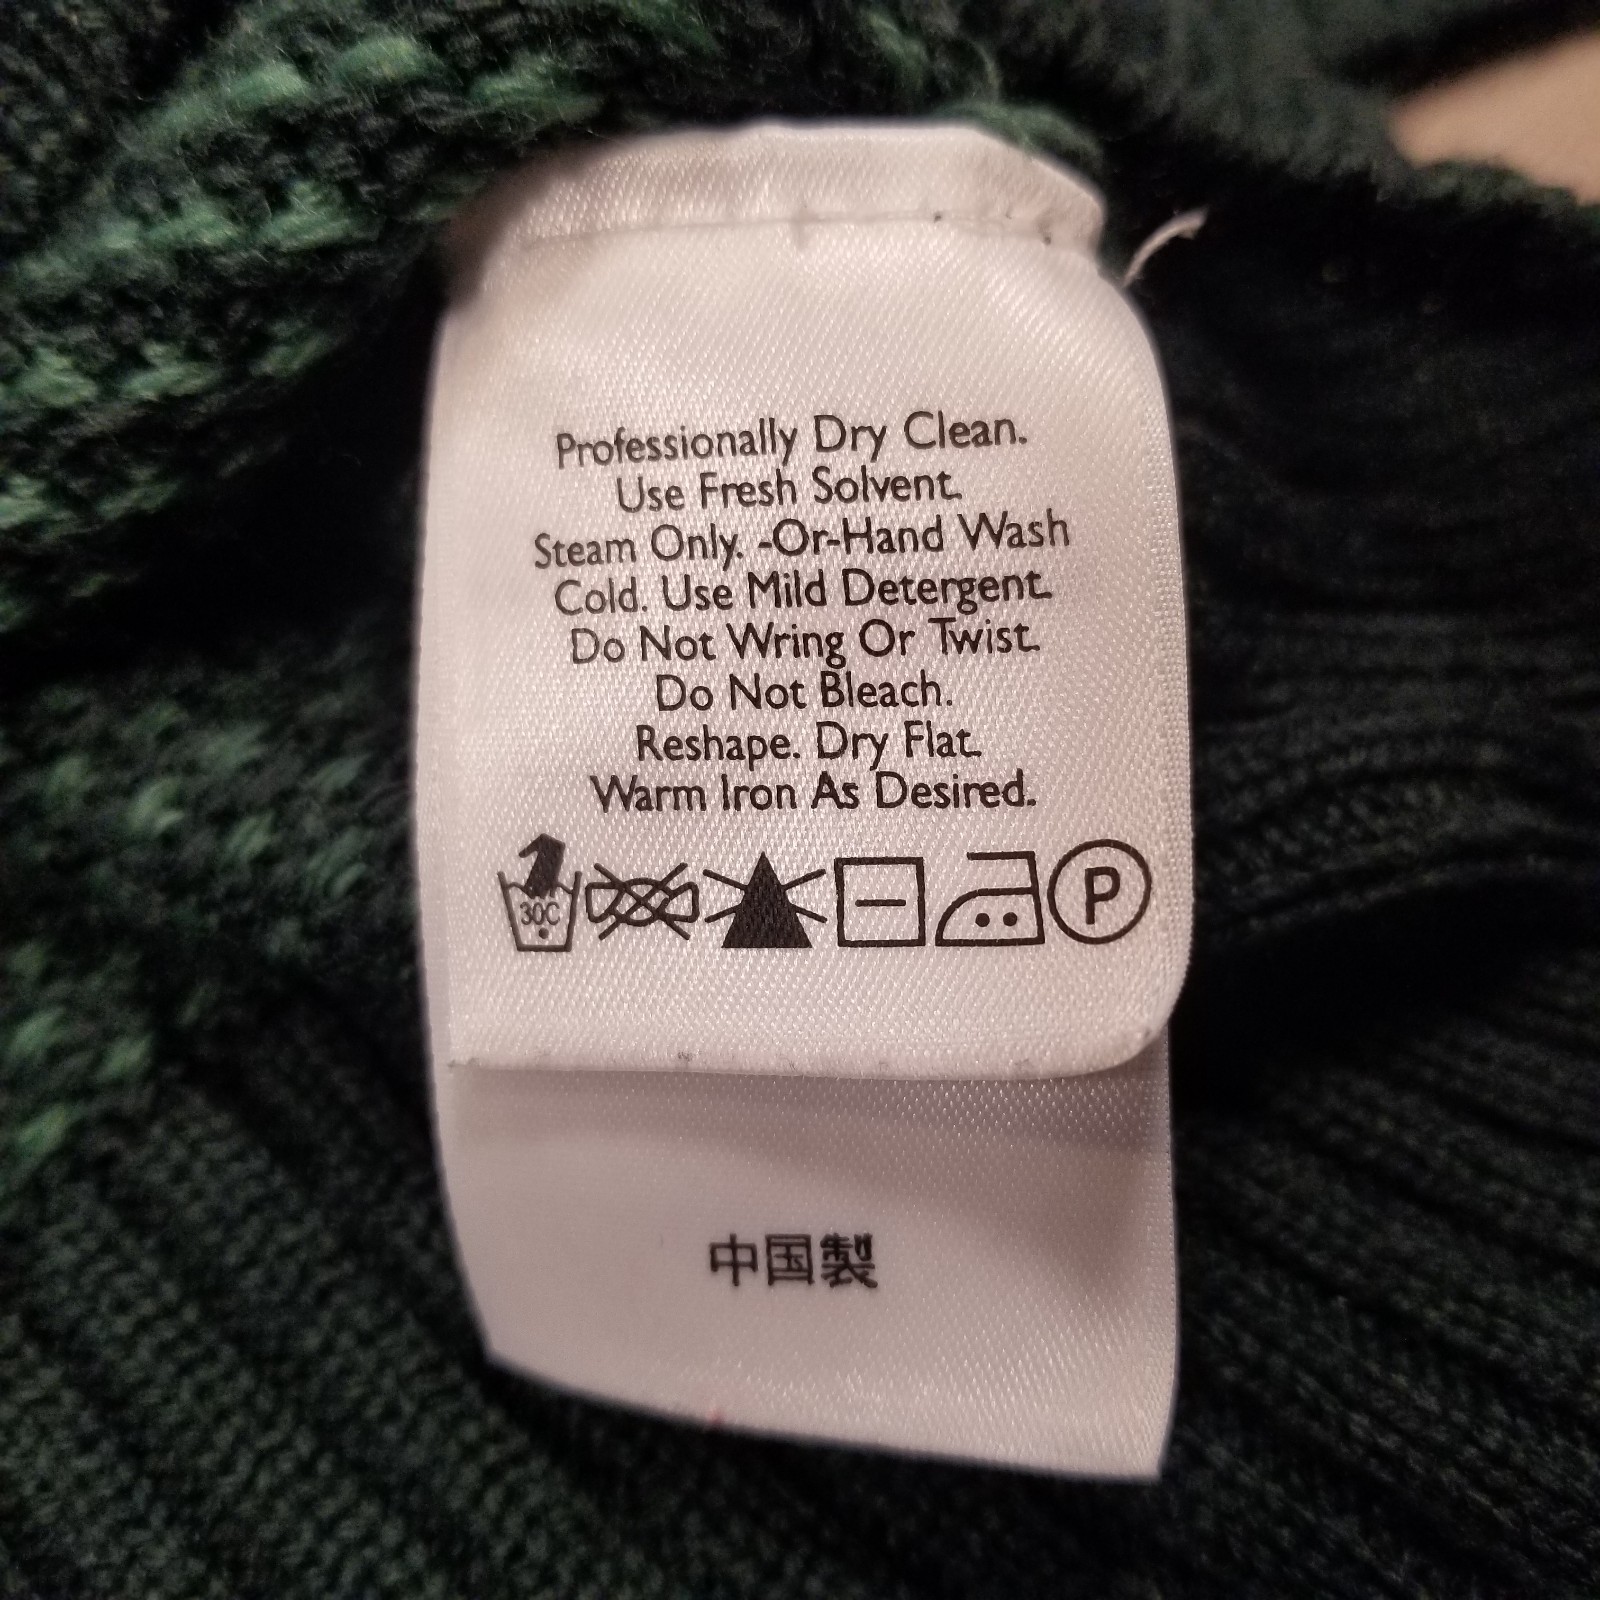 Professionally Dry Clean.
Use Fresh Solvent.
Steam Only. -Or-Hand Wash
Cold. Use Mild Detergent.
Do Not Wring Or Twist.
Do Not Bleach.
Reshape. Dry Flat.
Warm Iron As Desired.
30C P
中国製